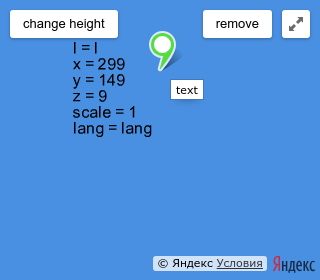 change height
remove
l = l
x = 299
y = 149
z = 9
scale = 1
lang = lang
text
© Яндекс Условия
Яндекс